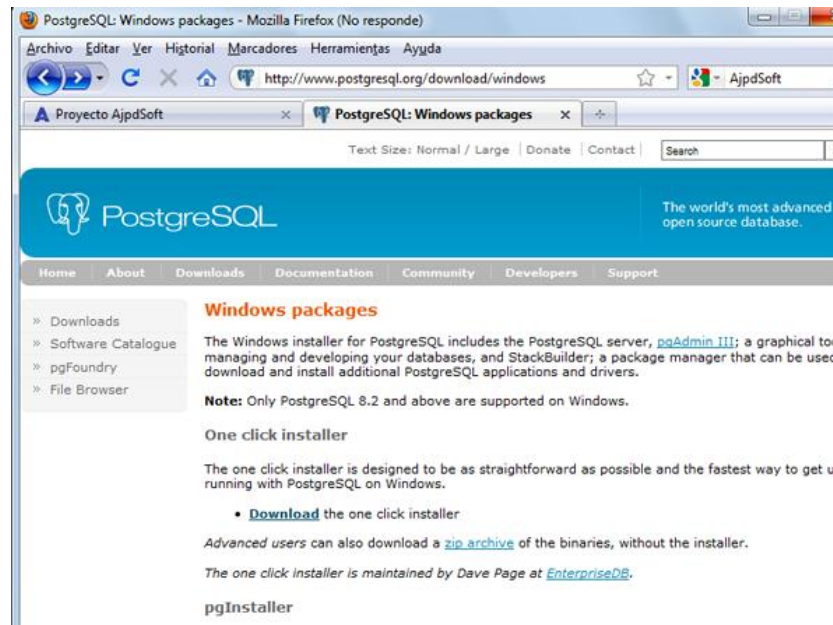 PostgreSQL: Windows packages - Mozilla Firefox (No responde)
Archivo Editar Ver Historial Marcadores Herramientas Ayuda
http://www.postgresql.org/download/windows AjpdSoft
Proyecto AjpdSoft PostgreSQL: Windows packages
Text Size: Normal / Large | Donate | Contact | Search
PostgreSQL
The world's most advanced
open source database.
Home About Downloads Documentation Community Developers Support
» Downloads
» Software Catalogue
» pgFoundry
» File Browser
Windows packages
The Windows installer for PostgreSQL includes the PostgreSQL server, pgAdmin III; a graphical
managing and developing your databases, and StackBuilder; a package manager that can be
download and install additional PostgreSQL applications and drivers.
Note: Only PostgreSQL 8.2 and above are supported on Windows.
One click installer
The one click installer is designed to be as straightforward as possible and the fastest way to get
running with PostgreSQL on Windows.
• Download the one click installer
Advanced users can also download a zip archive of the binaries, without the installer.
The one click installer is maintained by Dave Page at EnterpriseDB.
pgInstaller